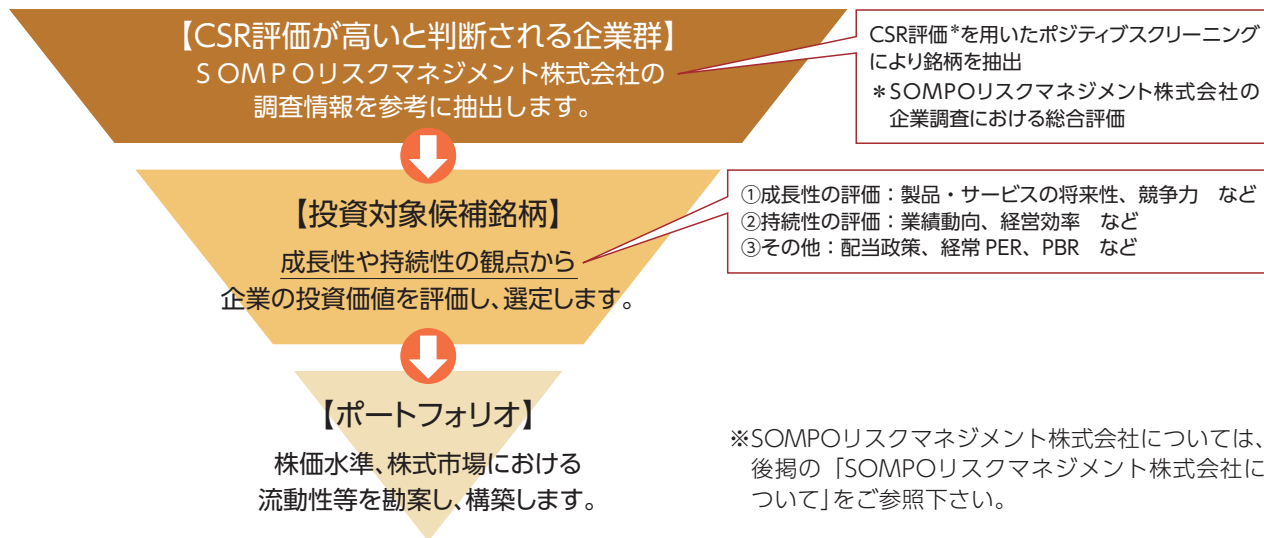 【CSR評価が高いと判断される企業群】
SOMPOリスクマネジメント株式会社の
調査情報を参考に抽出します。
CSR評価*を用いたポジティブスクリーニング
により銘柄を抽出
*SOMPOリスクマネジメント株式会社の
企業調査における総合評価
【投資対象候補銘柄】
成長性や持続性の観点から
企業の投資価値を評価し、選定します。
①成長性の評価:製品・サービスの将来性、競争力 など
②持続性の評価:業績動向、経営効率 など
③その他:配当政策、経常PER、PBR など
【ポートフォリオ】
株価水準、株式市場における
流動性等を勘案し、構築します。
※SOMPOリスクマネジメント株式会社については、
後掲の「SOMPOリスクマネジメント株式会社に
ついて」をご参照下さい。